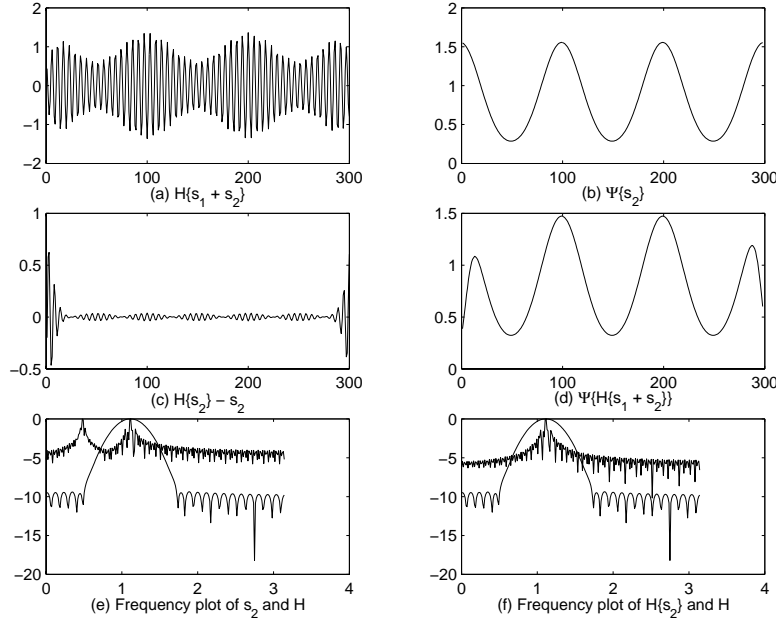 2
1
0
−1
−2
0 100 200 300
(a) H{s1 + s2}
2
1.5
1
0.5
0
0 100 200 300
(b) Ψ{s2}
1
0.5
0
−0.5
0 100 200 300
(c) H{s2} − s2
1.5
1
0.5
0
0 100 200 300
(d) Ψ{H{s1 + s2}}
0
−5
−10
−15
−20
0 1 2 3 4
(e) Frequency plot of s2 and H
0
−5
−10
−15
−20
0 1 2 3 4
(f) Frequency plot of H{s2} and H